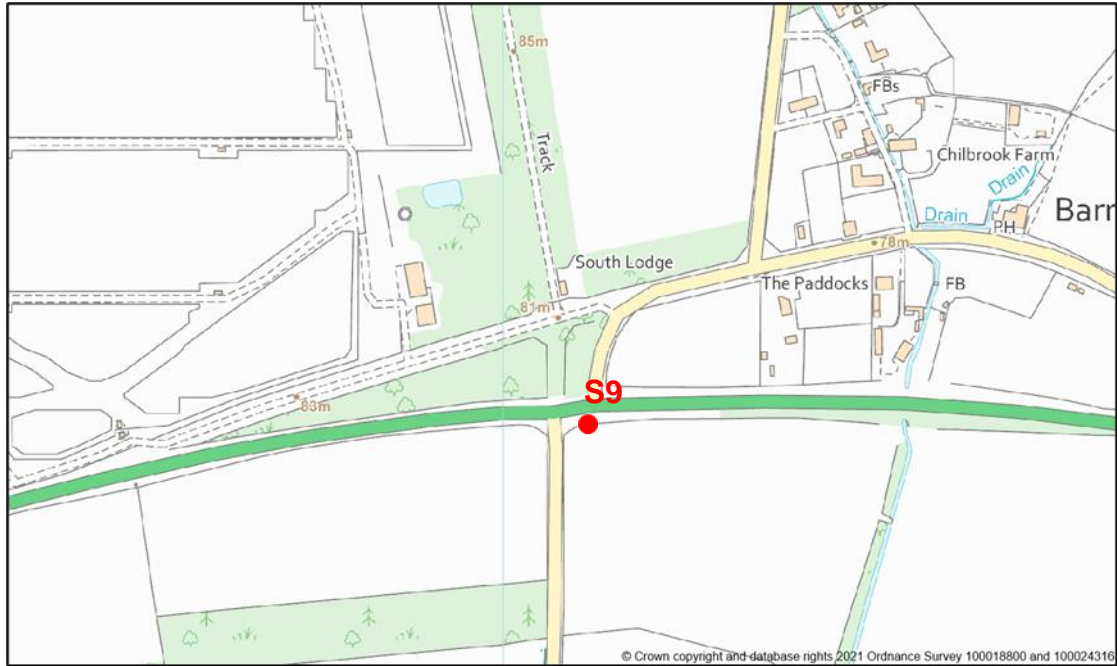 85m
FBs
Track
Chilbrook Farm
Drain
Drain
PH
Barr
78m
South Lodge
The Paddocks
FB
81m
83m
S9
© Crown copyright and database rights 2021 Ordnance Survey 100018800 and 100024316